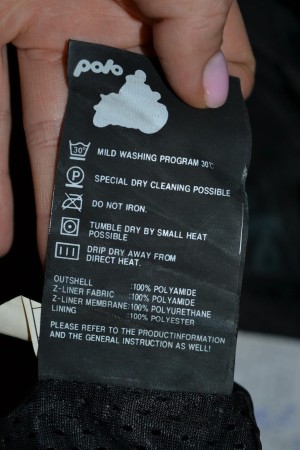 polo
30°
MILD WASHING PROGRAM 30°C
P
SPECIAL DRY CLEANING POSSIBLE
DO NOT IRON.
TUMBLE DRY BY SMALL HEAT
POSSIBLE
DRIP DRY AWAY FROM
DIRECT HEAT.
OUTSHELL :100% POLYAMIDE
Z-LINER FABRIC :100% POLYAMIDE
Z-LINER MEMBRANE:100% POLYURETHANE
LINING :100% POLYESTER
PLEASE REFER TO THE PRODUCTINFORMATION
AND THE GENERAL INSTRUCTION AS WELL!